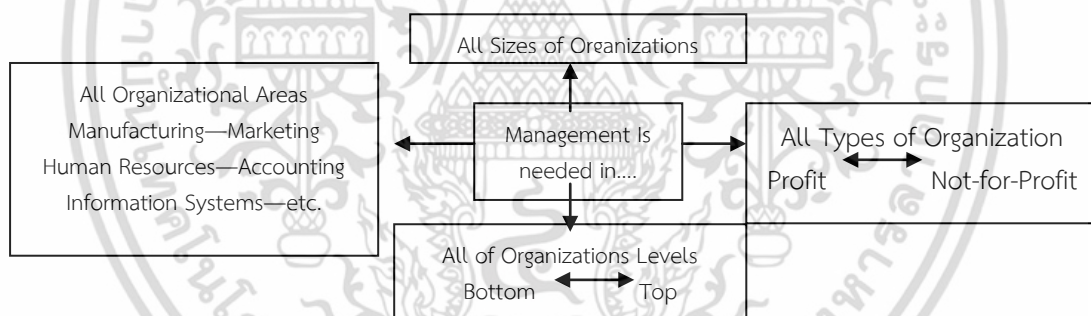 All Sizes of Organizations
All Organizational Areas
Manufacturing—Marketing
Human Resources—Accounting
Information Systems—etc.
Management Is
needed in....
All Types of Organization
Profit Not-for-Profit
All of Organizations Levels
Bottom Top